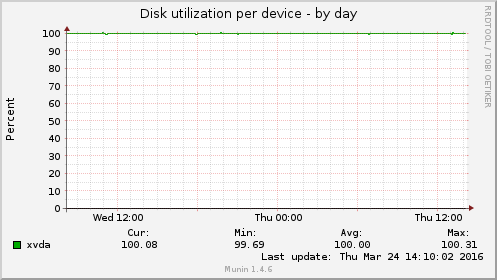 Disk utilization per device - by day
RRDTOOL / TOBI OETIKER
Percent
100
90
80
70
60
50
40
30
20
10
0
Wed 12:00 Thu 00:00 Thu 12:00
Cur: Min: Avg: Max:
xvda 100.08 99.69 100.00 100.31
Last update: Thu Mar 24 14:10:02 2016
Munin 1.4.6